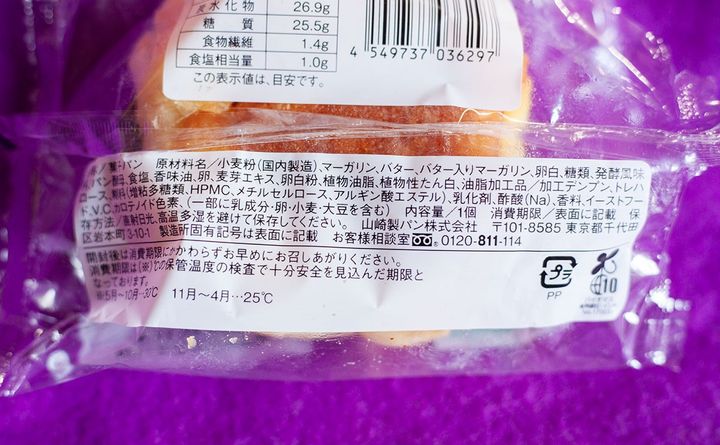 炭水化物 26.9g
糖質 25.5g
食物繊維 1.4g
食塩相当量 1.0g
この表示値は、目安です。
4 549737 036297
・パン 原材料名/小麦粉(国内製造)、マーガリン、バター、バター入りマーガリン、卵白、糖類、発酵風味
パン酵母、食塩、香味油、卵、麦芽エキス、卵白粉、植物油脂、植物性たん白、油脂加工品/加工デンプン、トレハ
ロース、糊料(増粘多糖類、HPMC、メチルセルロース、アルギン酸エステル)、乳化剤、酢酸(Na)、香料、イーストフー
ド、V.C、カロテノイド色素、(一部に乳成分・卵・小麦・大豆を含む) 内容量/1個 消費期限/表面に記載 保
存方法/直射日光、高温多湿を避けて保存してください。 山崎製パン株式会社 〒101-8585 東京都千代田
区岩本町3-10-1 製造所固有記号は表面に記載 お客様相談室 0120-811-114
開封後は消費期限にかかわらずお早めにお召しあがりください。
消費期限は(※)での保管温度の検査で十分安全を見込んだ期限と
なっております。
※5月〜10月…30℃ 11月〜4月…25℃
プラ
PP
10